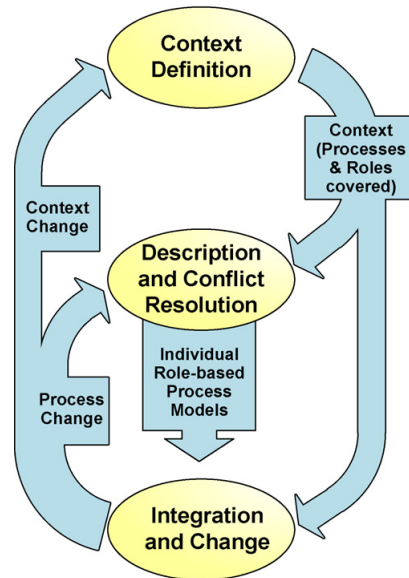 Context
Definition
Context
(Processes
& Roles
covered)
Context
Change
Description
and Conflict
Resolution
Individual
Role-based
Process
Models
Process
Change
Integration
and Change